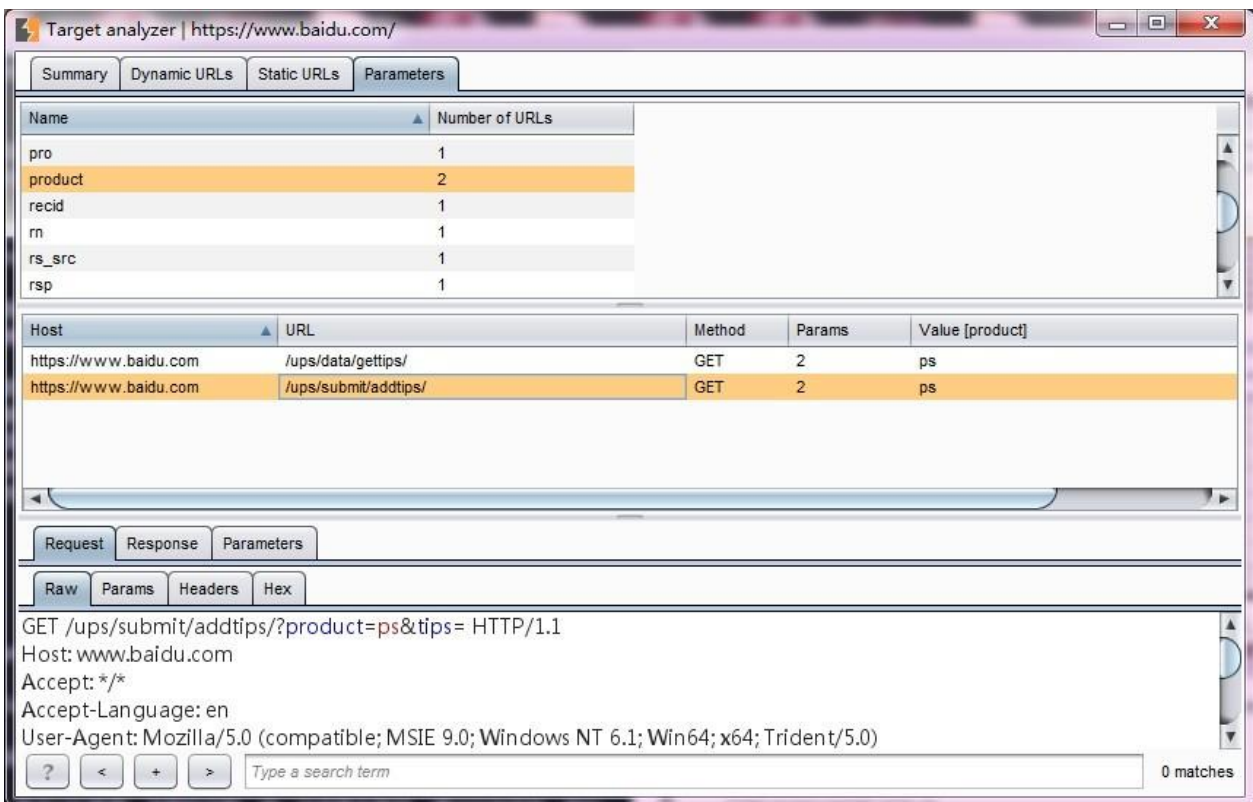 Target analyzer | https://www.baidu.com/
Summary Dynamic URLs Static URLs Parameters
Name Number of URLs
pro 1
product 2
recid 1
rn 1
rs_src 1
rsp 1
Host URL Method Params Value [product]
https://www.baidu.com /ups/data/gettips/ GET 2 ps
https://www.baidu.com /ups/submit/addtips/ GET 2 ps
Request Response Parameters
Raw Params Headers Hex
GET /ups/submit/addtips/?product=ps&tips= HTTP/1.1
Host: www.baidu.com
Accept: */*
Accept-Language: en
User-Agent: Mozilla/5.0 (compatible; MSIE 9.0; Windows NT 6.1; Win64; x64; Trident/5.0)
? < + > Type a search term 0 matches